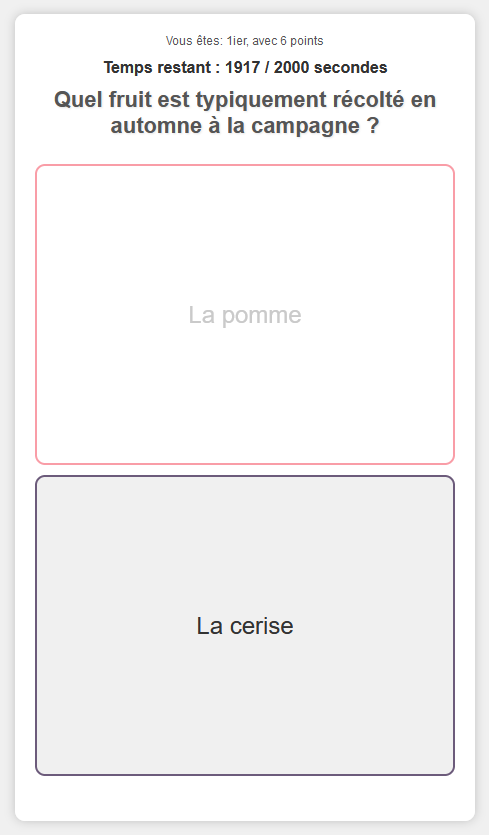 Vous êtes: 1ier, avec 6 points
Temps restant : 1917 / 2000 secondes
Quel fruit est typiquement récolté en
automne à la campagne ?
La pomme
La cerise